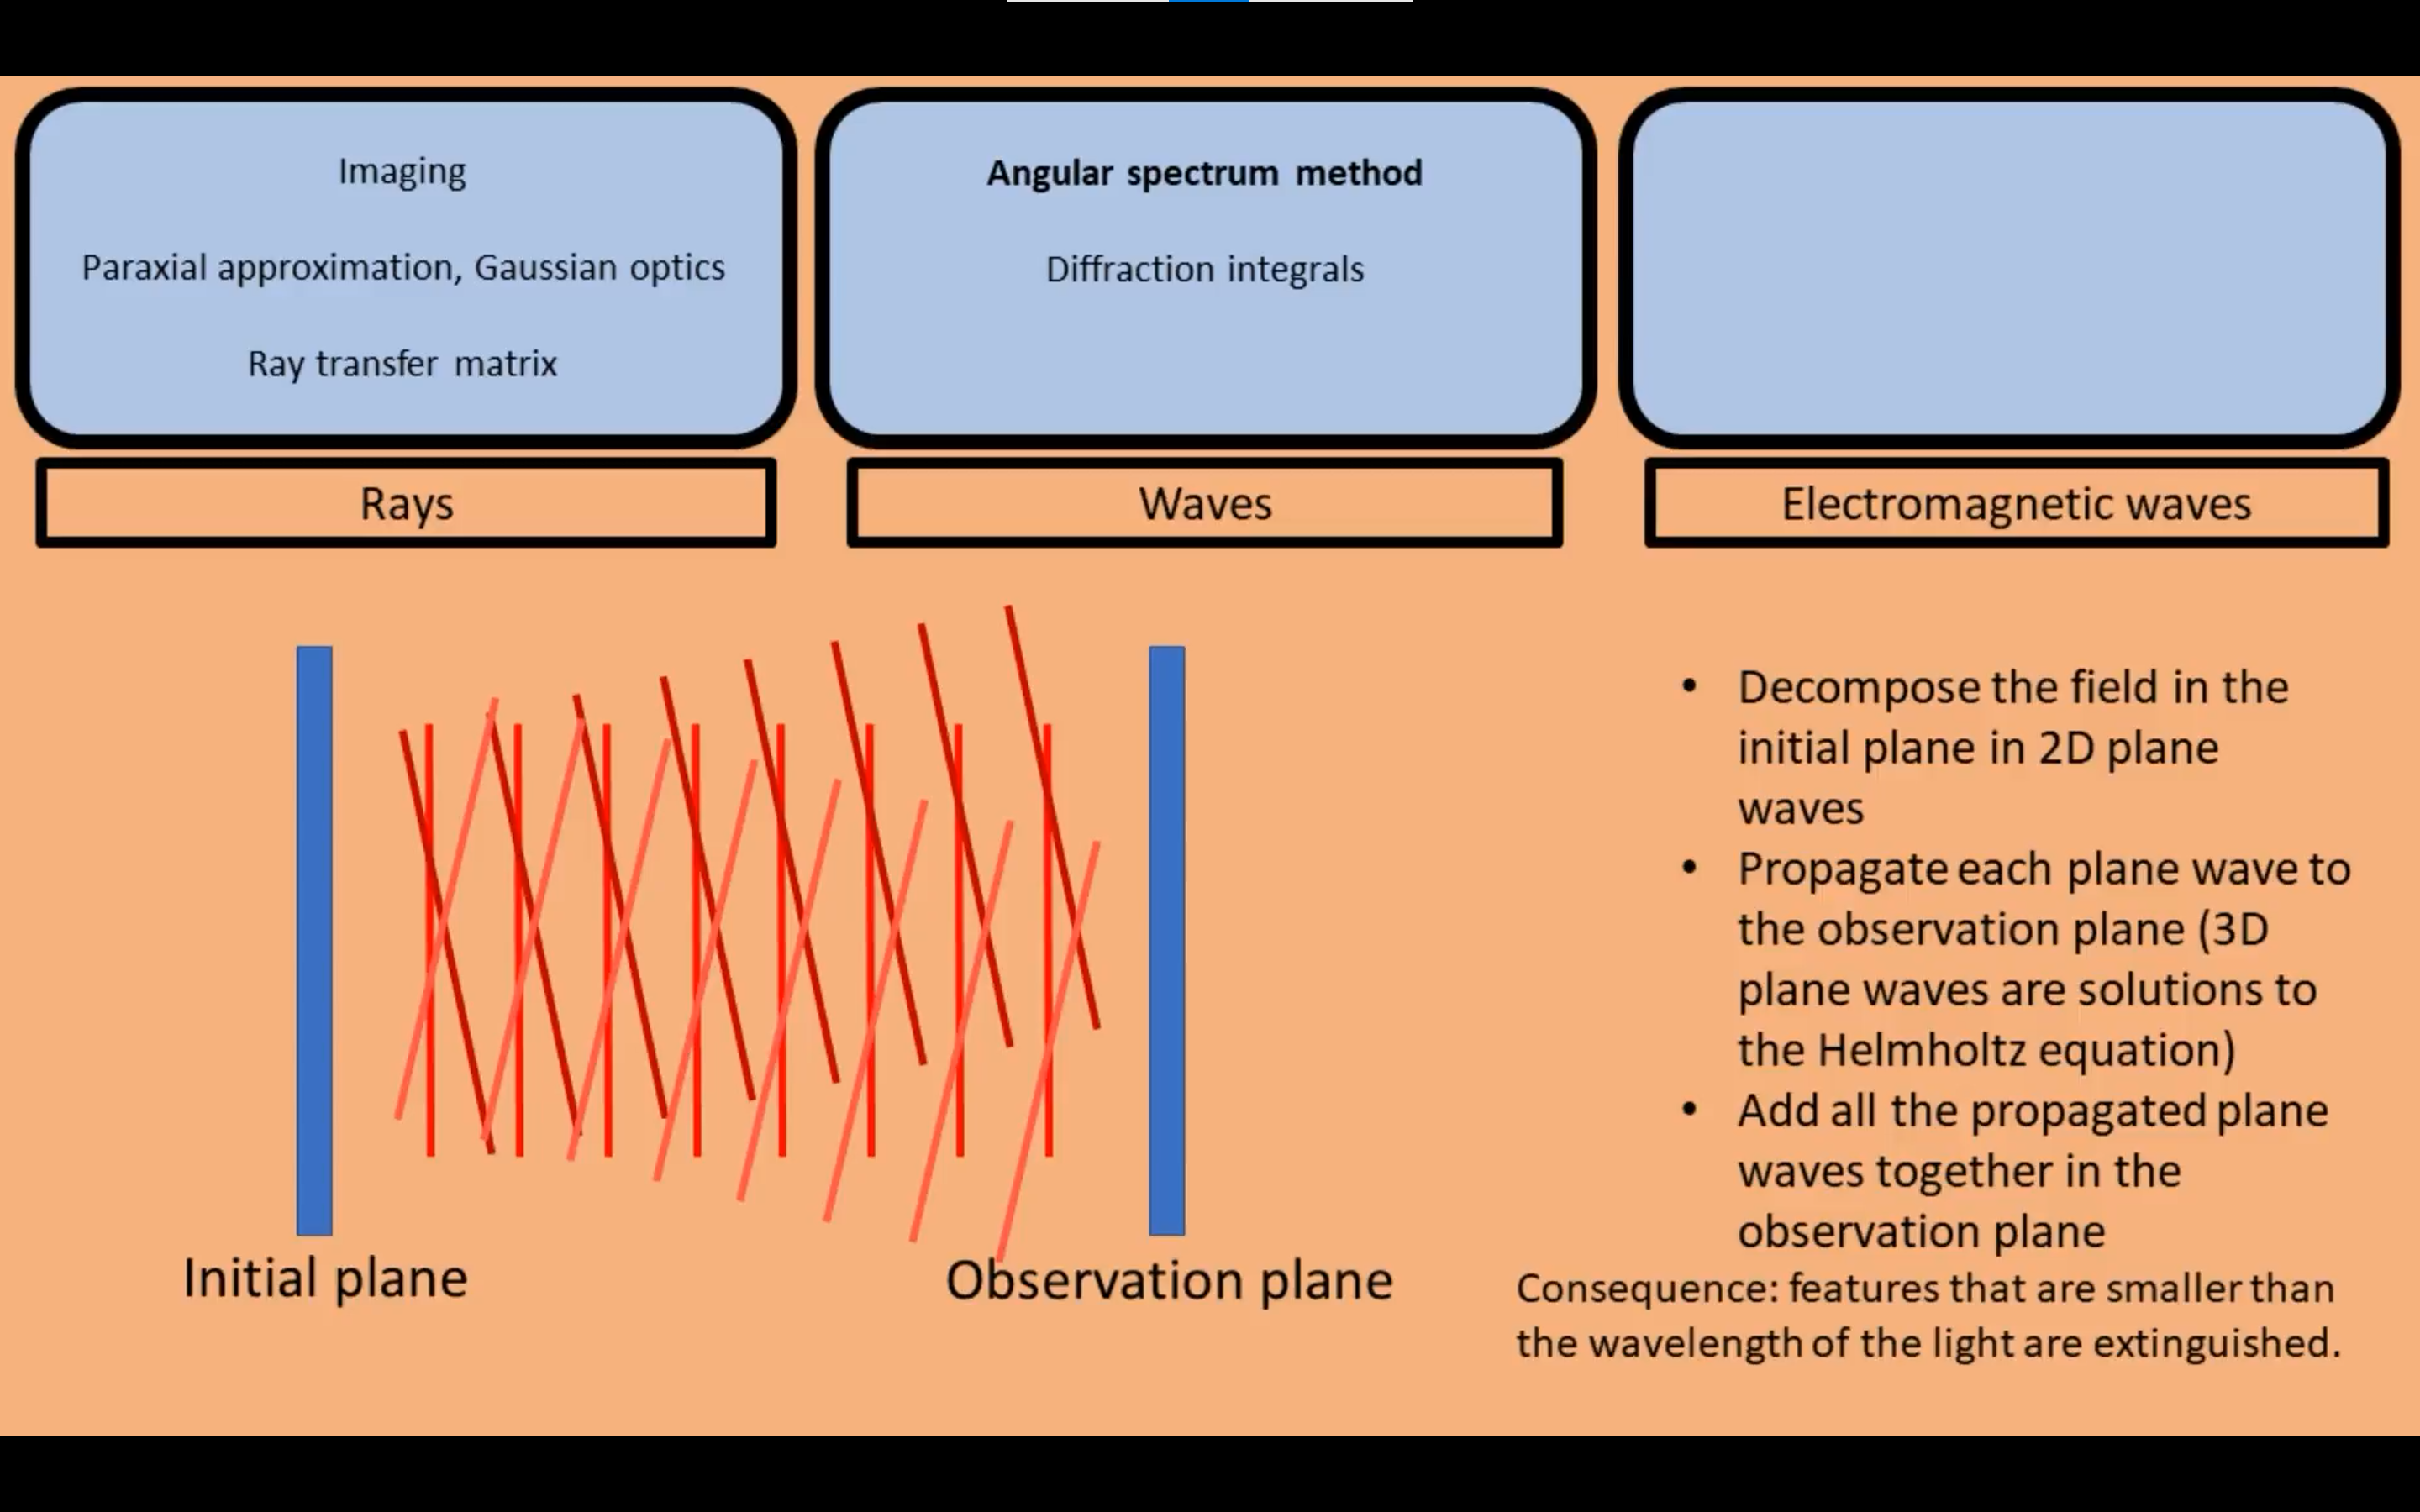 Imaging
Paraxial approximation, Gaussian optics
Ray transfer matrix
Angular spectrum method
Diffraction integrals
Rays
Waves
Electromagnetic waves
Initial plane
Observation plane
• Decompose the field in the
initial plane in 2D plane
waves
• Propagate each plane wave to
the observation plane (3D
plane waves are solutions to
the Helmholtz equation)
• Add all the propagated plane
waves together in the
observation plane
Consequence: features that are smaller than
the wavelength of the light are extinguished.